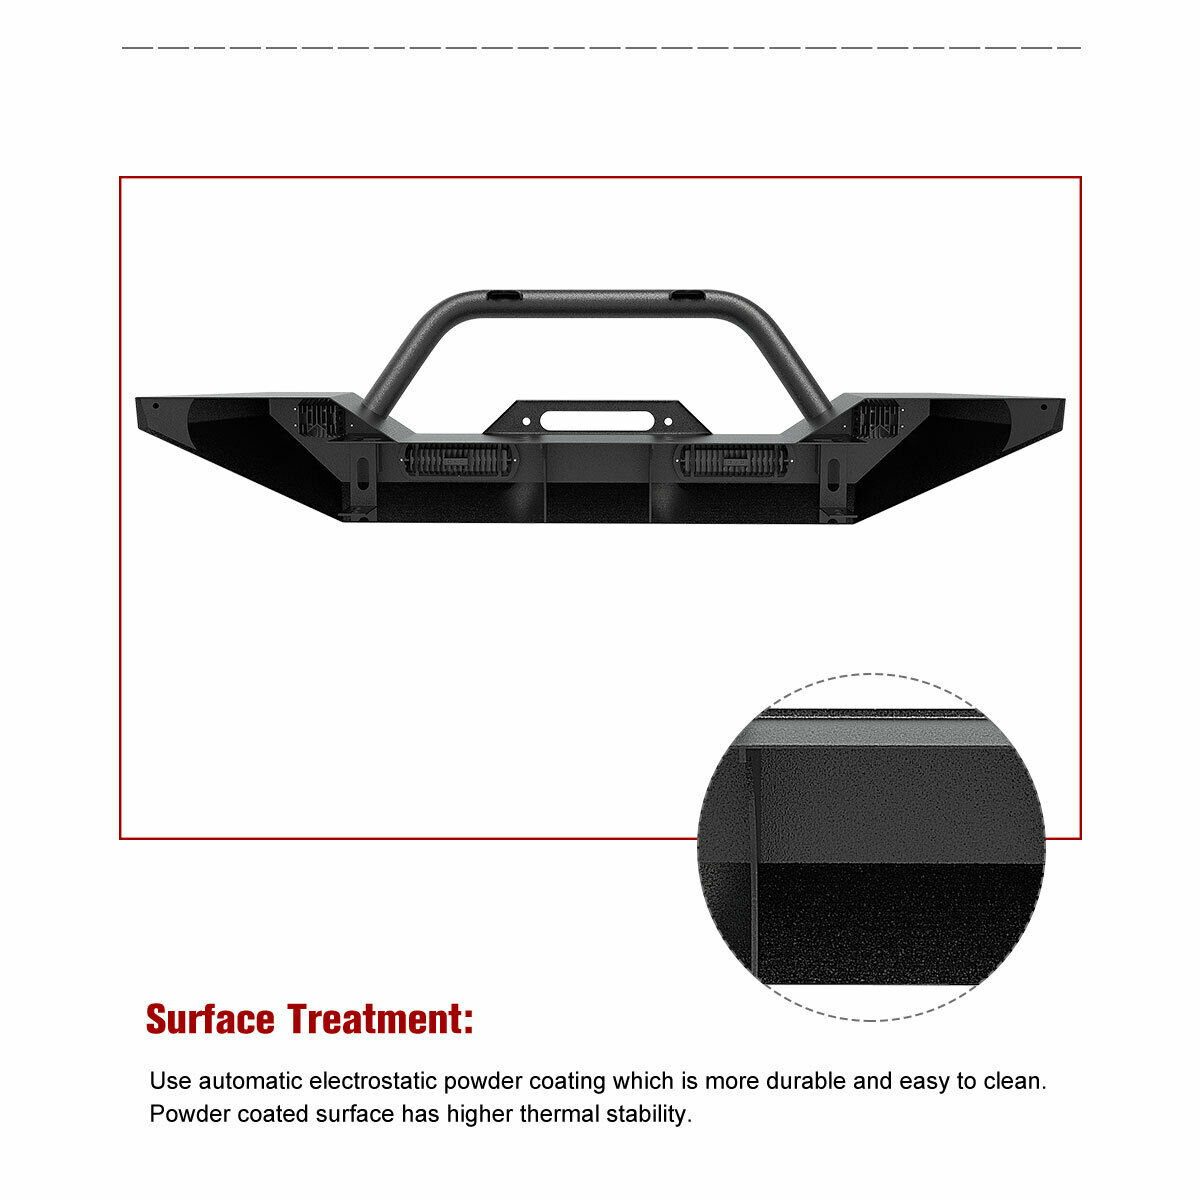 Surface Treatment:
Use automatic electrostatic powder coating which is more durable and easy to clean.
Powder coated surface has higher thermal stability.